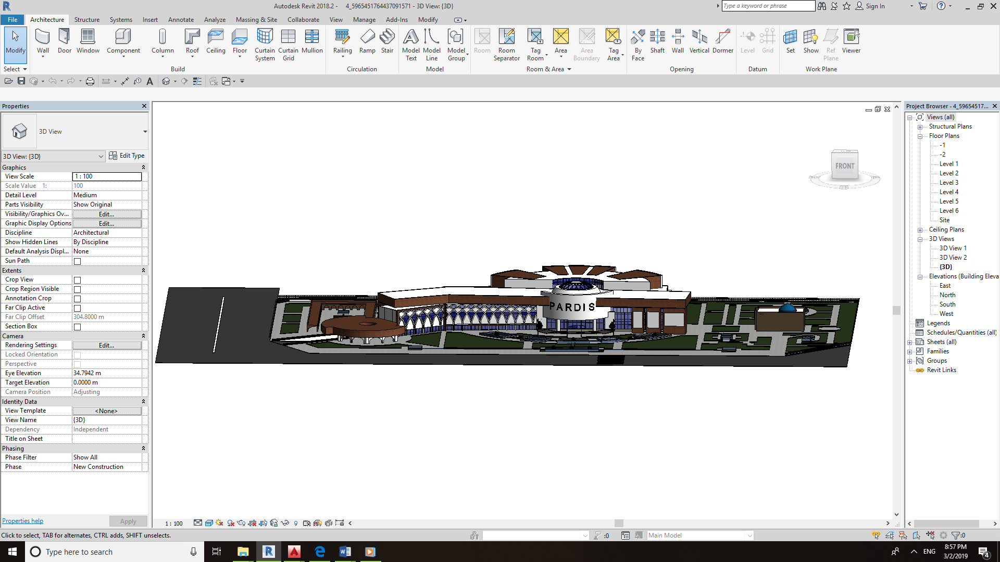 Autodesk Revit 2018.2 - 4_5965451764437091571 - 3D View: {3D}
Type a keyword or phrase
Sign In
File Architecture Structure Systems Insert Annotate Analyze Massing & Site Collaborate View Manage Add-Ins Modify
Modify Wall Door Window Component Column Roof Ceiling Floor Curtain System Curtain Grid Mullion Railing Ramp Stair Model Text Model Line Model Group Room Room Separator Tag Room Area Area Boundary Tag Area By Face Shaft Wall Vertical Dormer Level Grid Set Show Ref Plane Viewer
Select Build Circulation Model Room & Area Opening Datum Work Plane
Properties
3D View
3D View: {3D} Edit Type
Graphics
View Scale 1 : 100
Scale Value 1: 100
Detail Level Medium
Parts Visibility Show Original
Visibility/Graphics Ov... Edit...
Graphic Display Options Edit...
Discipline Architectural
Show Hidden Lines By Discipline
Default Analysis Displ... None
Sun Path
Extents
Crop View
Crop Region Visible
Annotation Crop
Far Clip Active
Far Clip Offset 304.8000 m
Section Box
Camera
Rendering Settings Edit...
Locked Orientation
Perspective
Eye Elevation 34.7942 m
Target Elevation 0.0000 m
Camera Position Adjusting
Identity Data
View Template <None>
View Name {3D}
Dependency Independent
Title on Sheet
Phasing
Phase Filter Show All
Phase New Construction
Properties help Apply
FRONT
PARDIS
1 : 100
Project Browser - 4_59654517...
Views (all)
Structural Plans
Floor Plans
-1
-2
Level 1
Level 2
Level 3
Level 4
Level 5
Level 6
Site
Ceiling Plans
3D Views
3D View 1
3D View 2
{3D}
Elevations (Building Eleva
East
North
South
West
Legends
Schedules/Quantities (all)
Sheets (all)
Families
Groups
Revit Links
Click to select, TAB for alternates, CTRL adds, SHIFT unselects.
:0
Main Model
:0
Type here to search
ENG
8:57 PM
3/2/2019
4